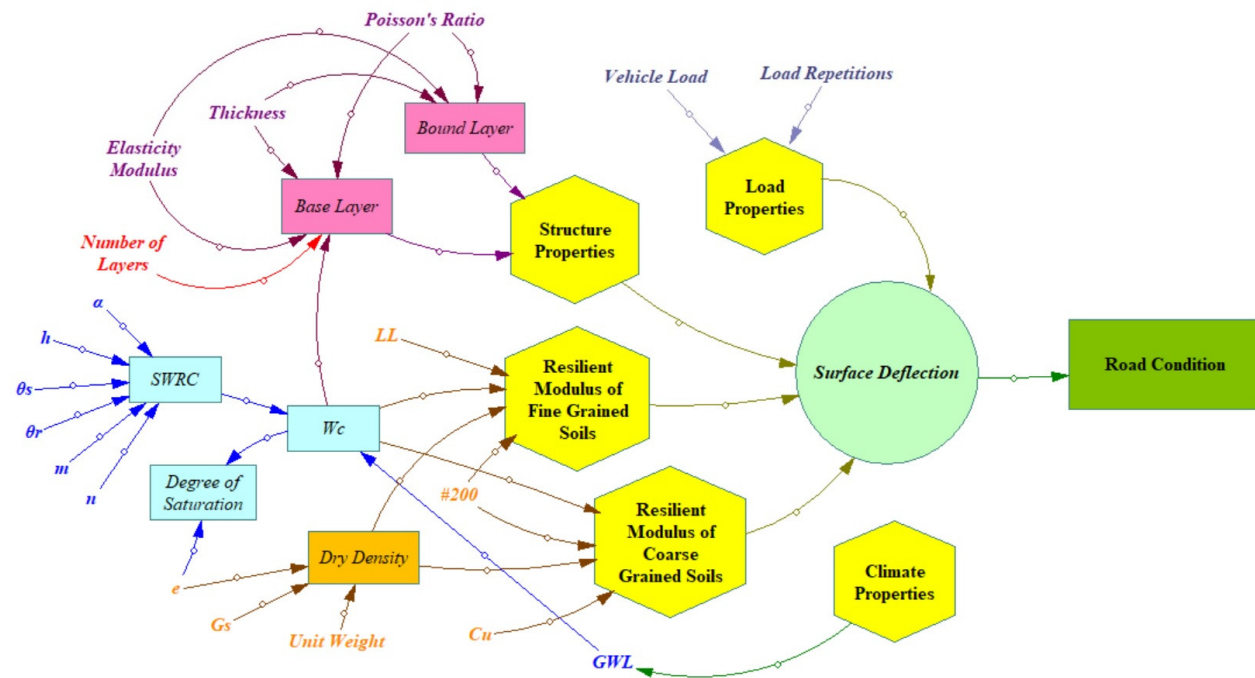 Poisson's Ratio
Vehicle Load
Load Repetitions
Thickness
Bound Layer
Elasticity
Modulus
Base Layer
Load
Properties
Structure
Properties
Number of
Layers
α
h
θs
θr
m
n
SWRC
LL
Resilient
Modulus of
Fine Grained
Soils
Surface Deflection
Road Condition
Wc
Degree of
Saturation
#200
Resilient
Modulus of
Coarse
Grained Soils
Dry Density
Climate
Properties
e
Gs
Unit Weight
Cu
GWL